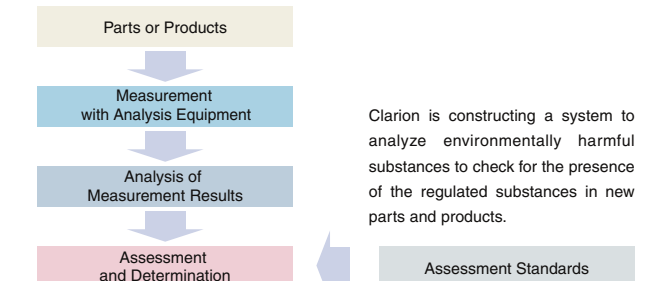 Parts or Products
Measurement
with Analysis Equipment
Analysis of
Measurement Results
Assessment
and Determination
Clarion is constructing a system to
analyze environmentally harmful
substances to check for the presence
of the regulated substances in new
parts and products.
Assessment Standards